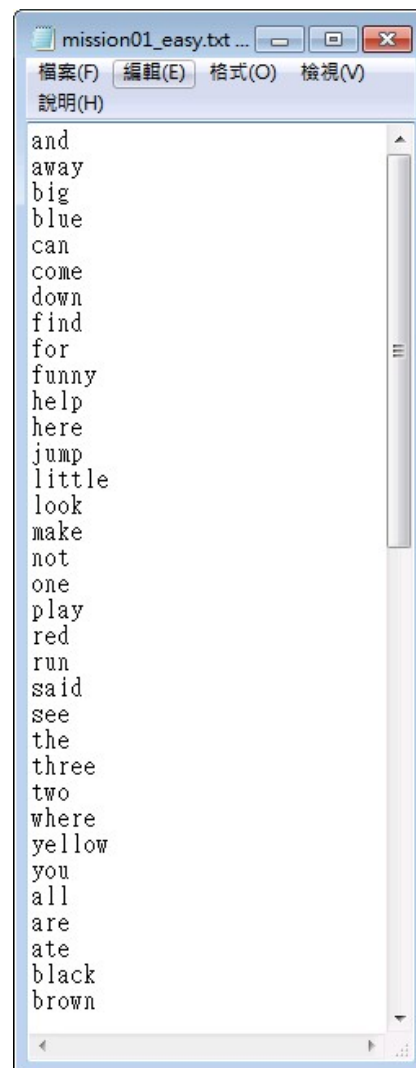 mission01_easy.txt ...
檔案(F) 編輯(E) 格式(O) 檢視(V)
說明(H)
and
away
big
blue
can
come
down
find
for
funny
help
here
jump
little
look
make
not
one
play
red
run
said
see
the
three
two
where
yellow
you
all
are
ate
black
brown